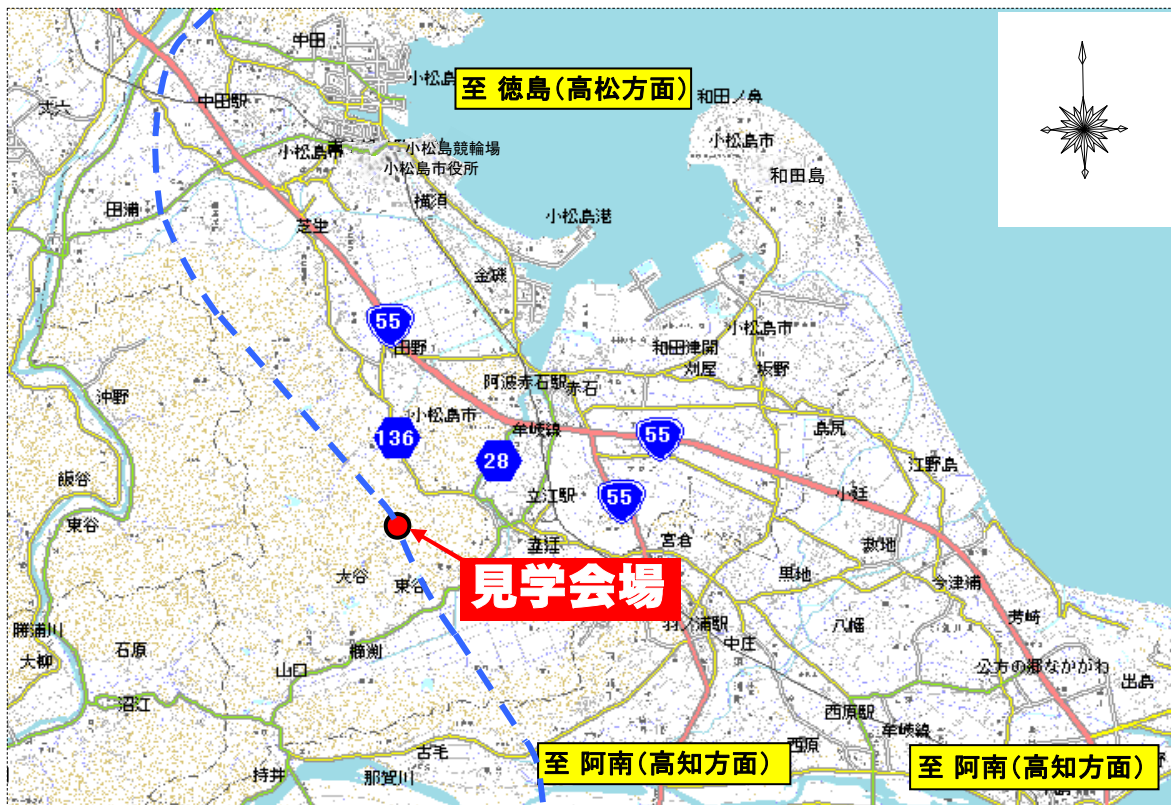 中田
小松島
至 徳島(高松方面)
和田ノ鼻
中田駅
小松島市
小松島競輪場
小松島市
小松島市役所
和田島
横須
田浦
小松島港
芝生
金磯
55
小松島市
田野
和田津開
刈屋
坂野
阿波赤石駅
赤石
沖野
小松島市
136
牟岐線
55
島尻
28
江野島
飯谷
立江駅
55
小延
東谷
立江
宮倉
敷地
見学会場
大谷
東谷
黒地
今津浦
勝浦川
羽ノ浦駅
八幡
芳崎
大柳
石原
櫛渕
中庄
山口
公方の郷なかがわ
出島
沼江
西原駅
牟岐線
古毛
至 阿南(高知方面)
西原
至 阿南(高知方面)
持井
那賀川